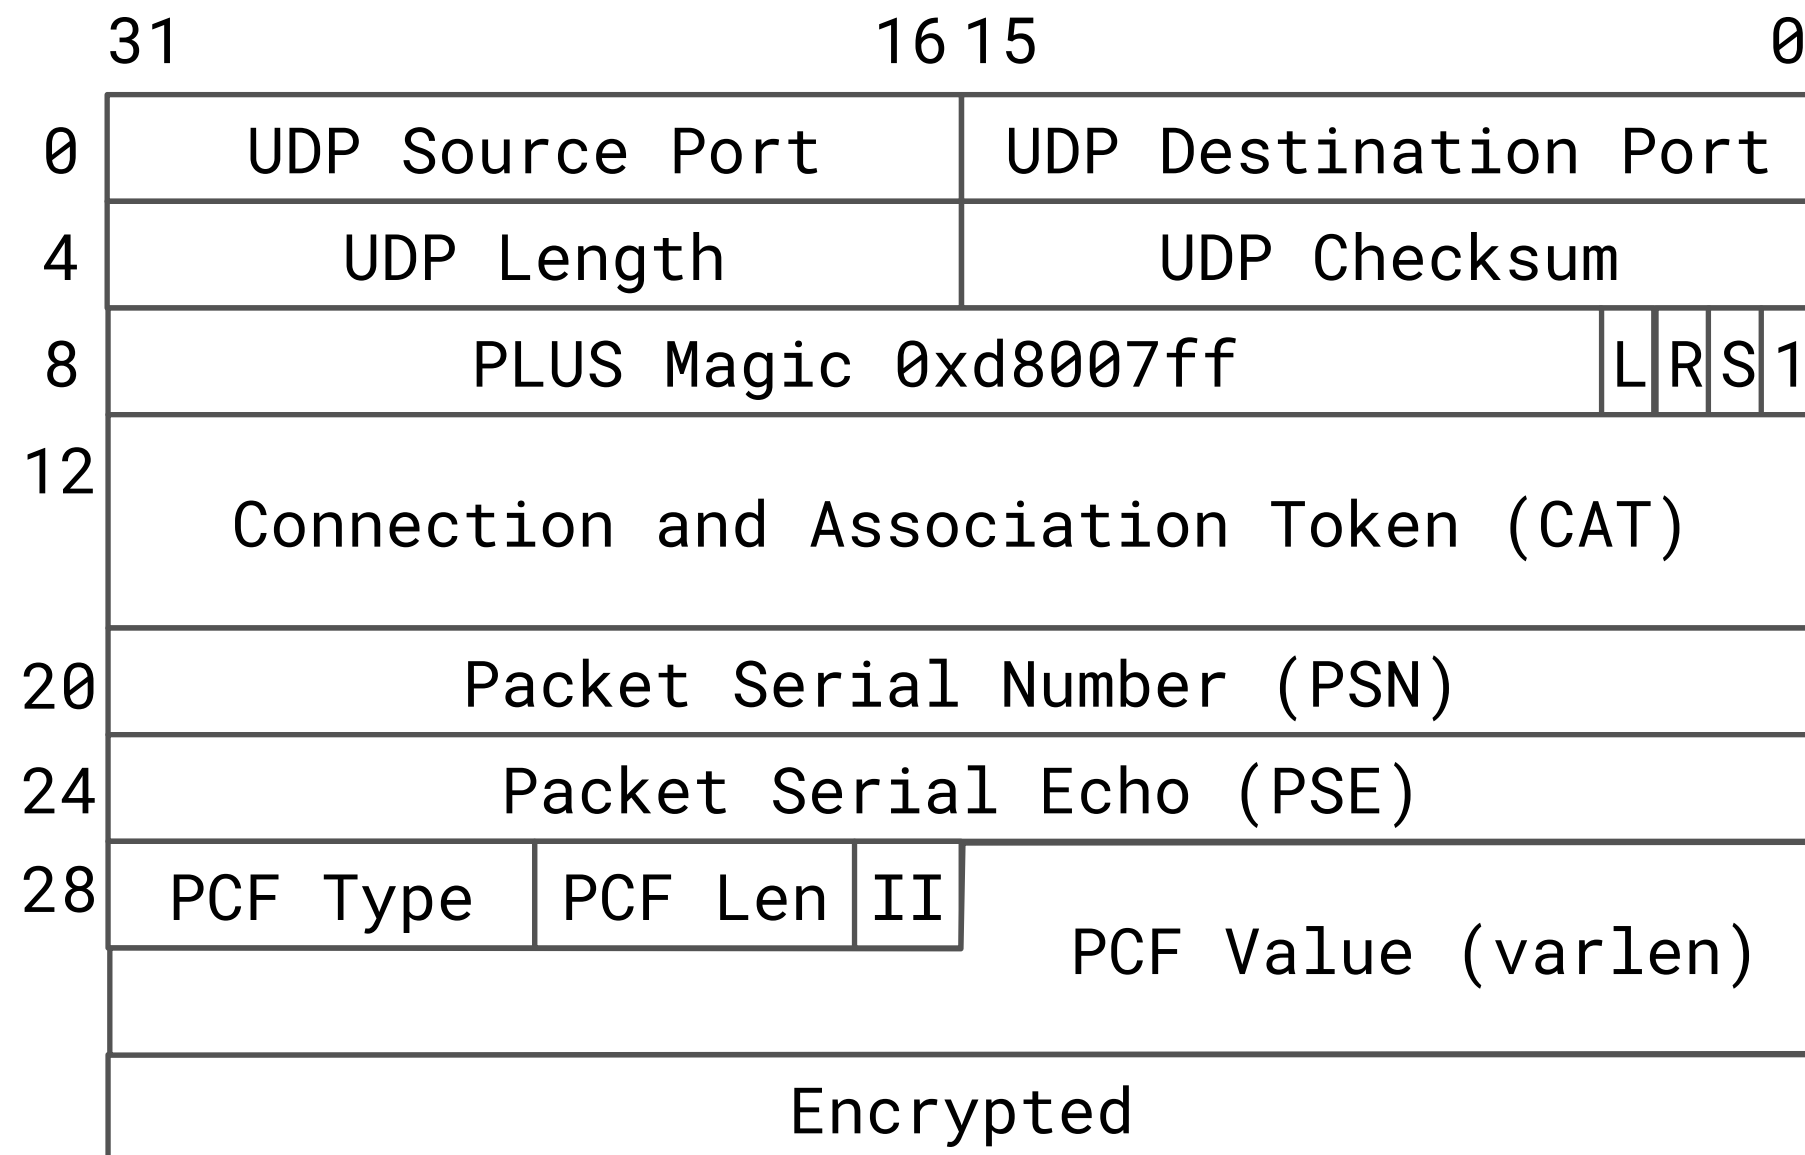 31 16 15 0
0 UDP Source Port UDP Destination Port
4 UDP Length UDP Checksum
8 PLUS Magic 0xd8007ff L R S 1
12
Connection and Association Token (CAT)
20 Packet Serial Number (PSN)
24 Packet Serial Echo (PSE)
28 PCF Type PCF Len II
PCF Value (varlen)
Encrypted